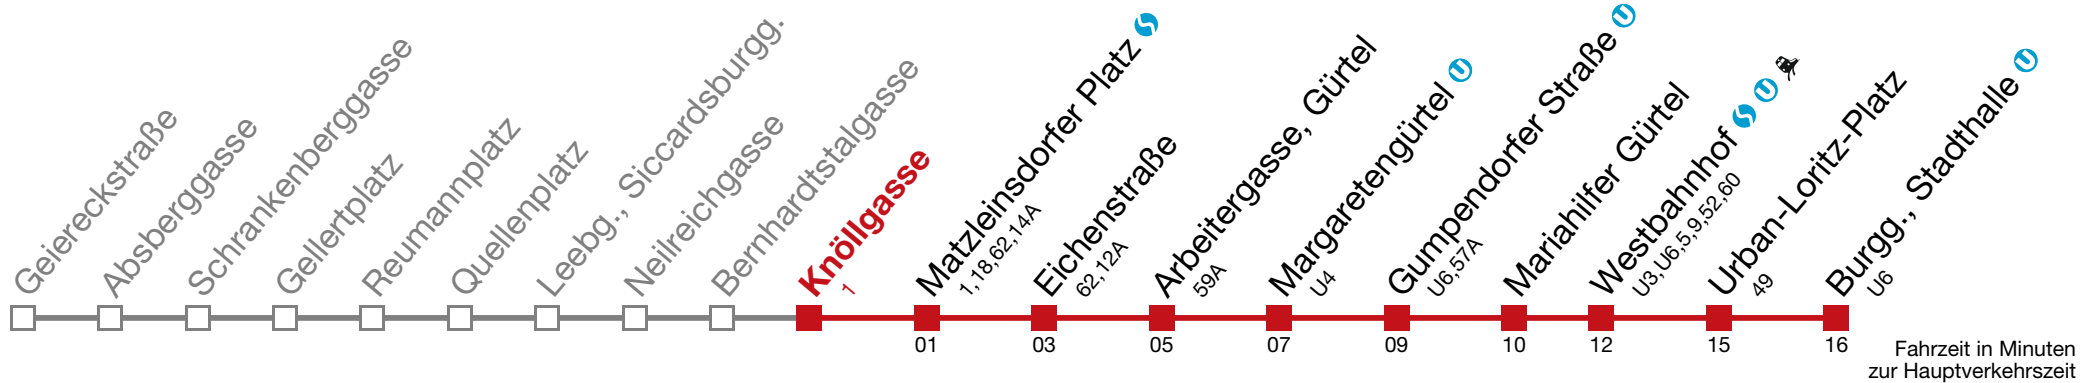 Geiereckstraße
Absberggasse
Schrankenberggasse
Gellertplatz
Reumannplatz
Quellenplatz
Leebg., Siccardsburgg.
Neilreichgasse
Bernhardtstalgasse
Knöllgasse
1
Matzleinsdorfer Platz
1,18,62,14A
01
Eichenstraße
62,12A
03
Arbeitergasse, Gürtel
59A
05
Margaretengürtel U
U4
07
Gumpendorfer Straße U
U6,57A
09
Mariahilfer Gürtel
10
Westbahnhof U
U3,U6,5,9,52,60
12
Urban-Loritz-Platz
49
15
Burgg., Stadthalle U
U6
16
Fahrzeit in Minuten
zur Hauptverkehrszeit